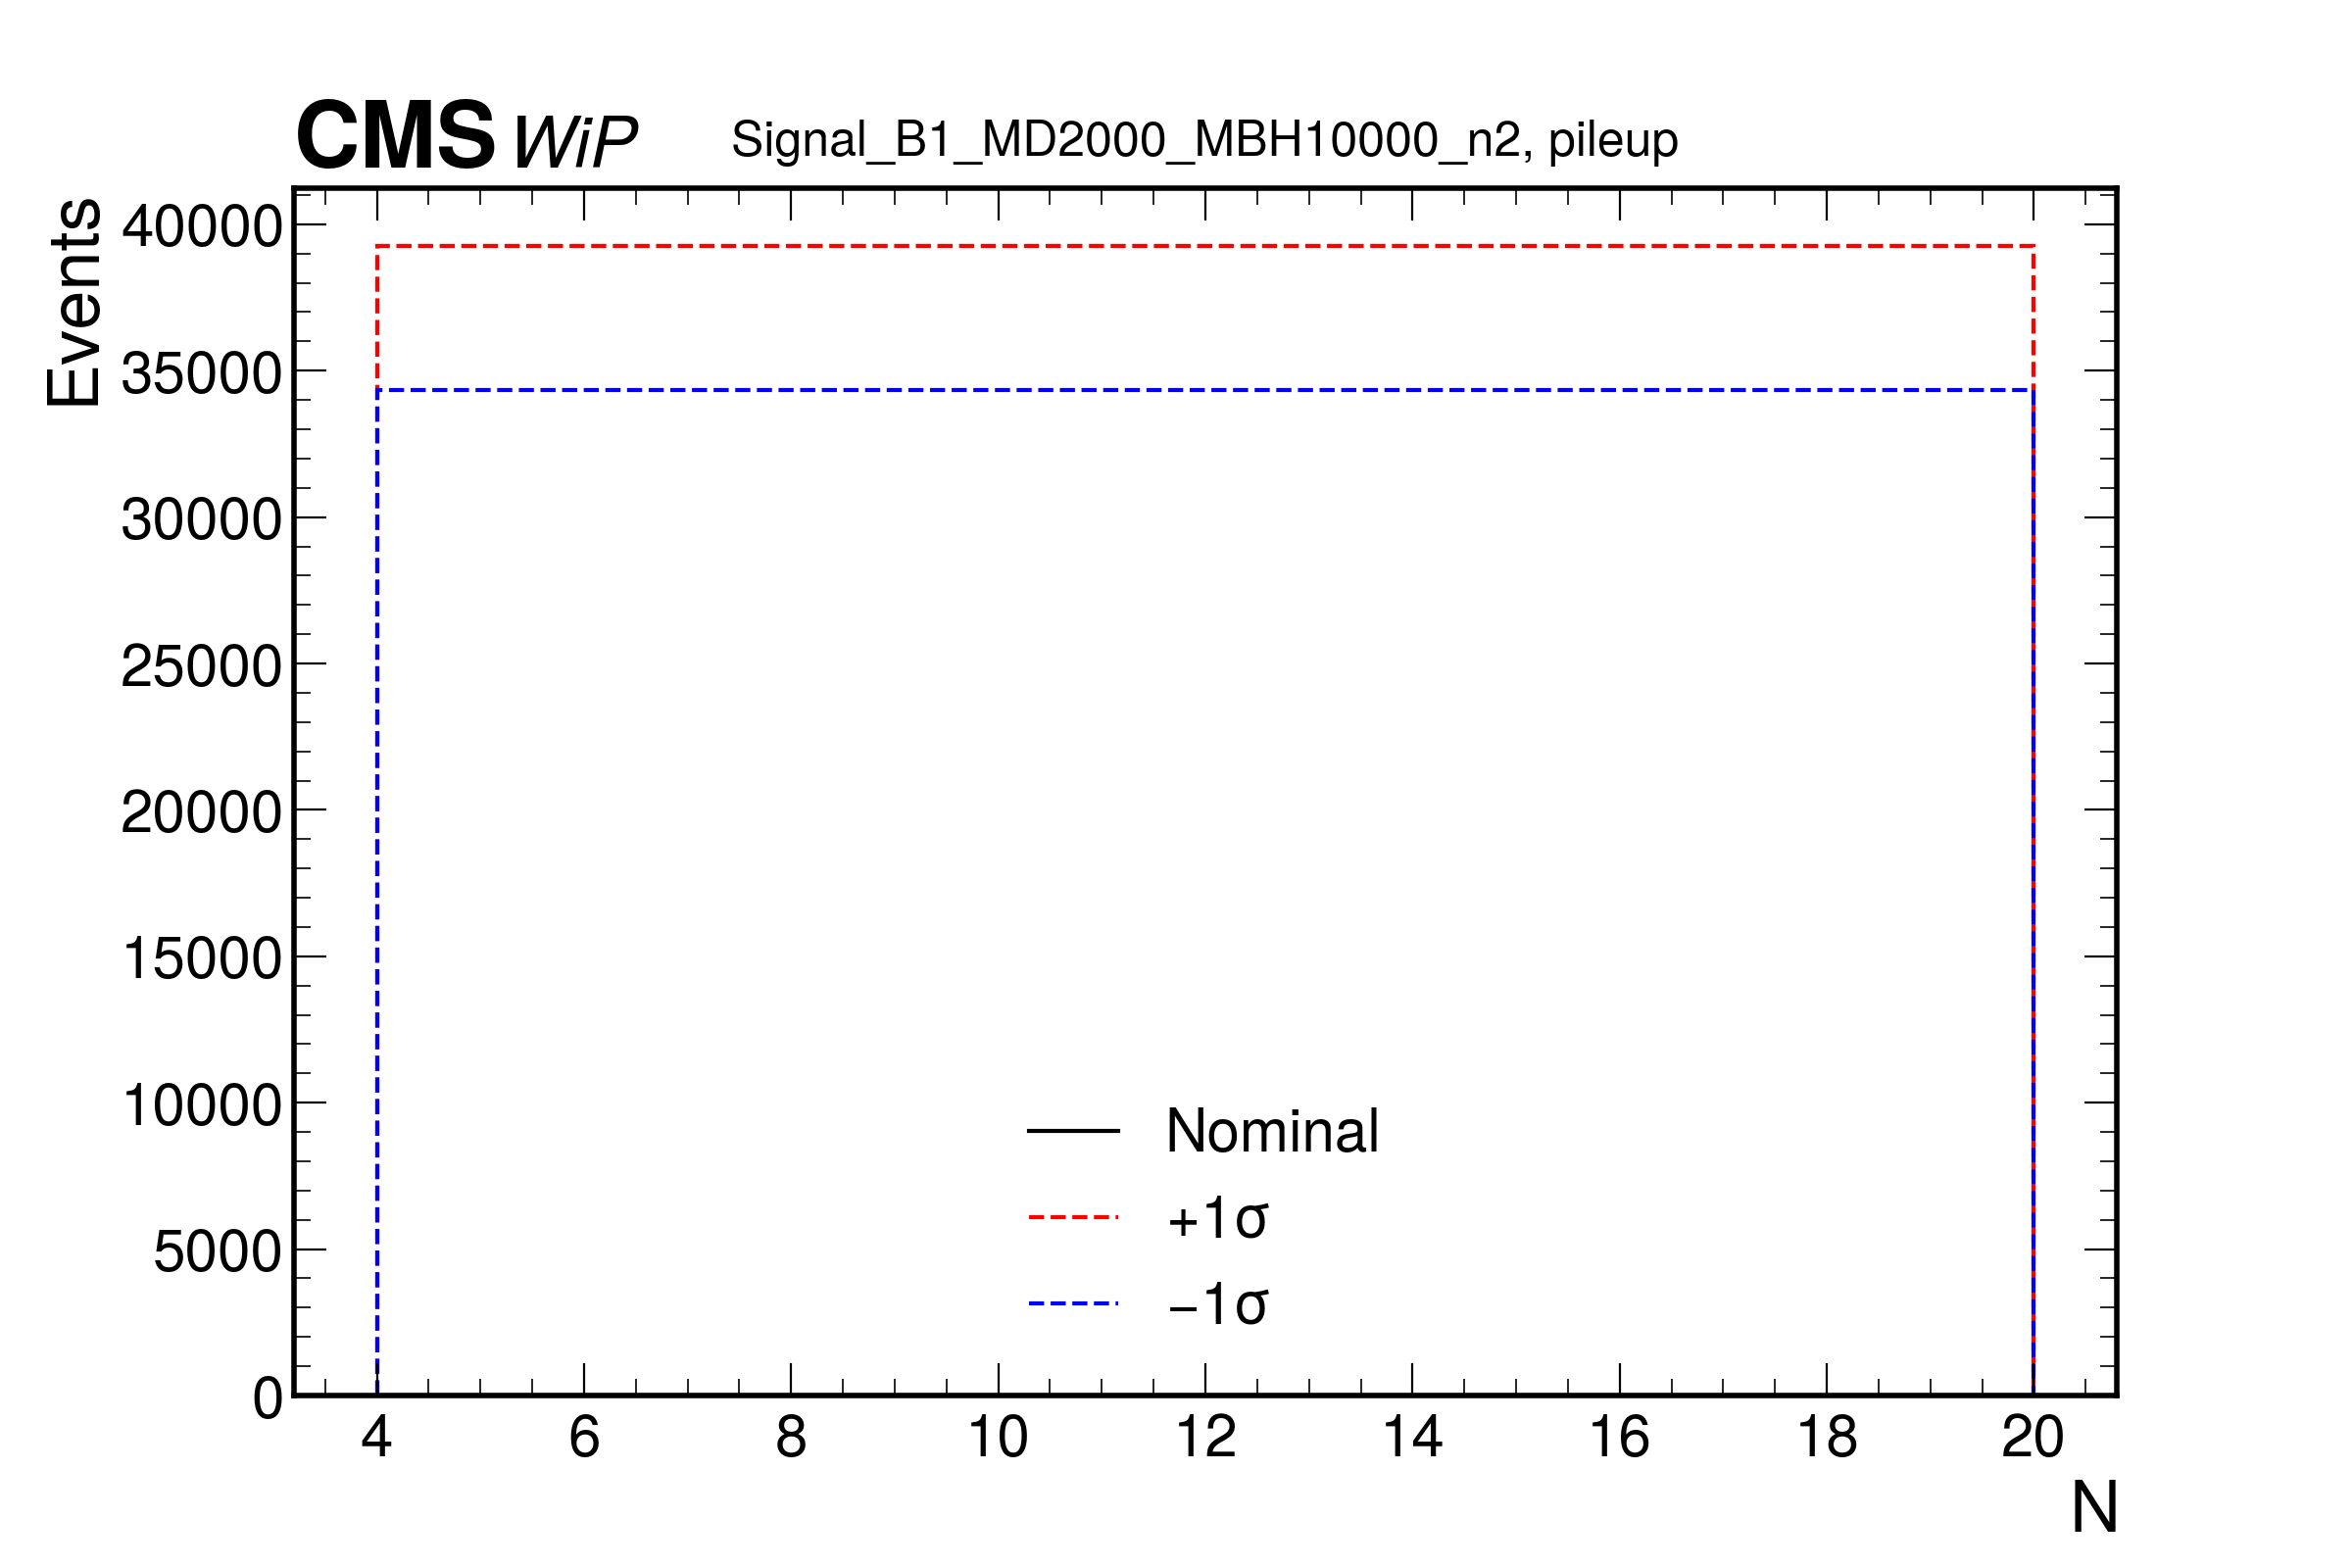 CMS WiP Signal_B1_MD2000_MBH10000_n2, pileup
Events
40000
35000
30000
25000
20000
15000
10000
5000
0
Nominal
+1σ
−1σ
4 6 8 10 12 14 16 18 20
N